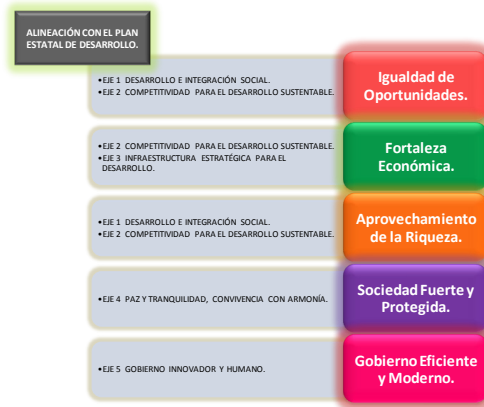 ALINEACIÓN CON EL PLAN
ESTATAL DE DESARROLLO.
•EJE 1 DESARROLLO E INTEGRACIÓN SOCIAL.
•EJE 2 COMPETITIVIDAD PARA EL DESARROLLO SUSTENTABLE.
Igualdad de
Oportunidades.
•EJE 2 COMPETITIVIDAD PARA EL DESARROLLO SUSTENTABLE.
•EJE 3 INFRAESTRUCTURA ESTRATÉGICA PARA EL
DESARROLLO.
Fortaleza
Económica.
•EJE 1 DESARROLLO E INTEGRACIÓN SOCIAL.
•EJE 2 COMPETITIVIDAD PARA EL DESARROLLO SUSTENTABLE.
Aprovechamiento
de la Riqueza.
•EJE 4 PAZ Y TRANQUILIDAD, CONVIVENCIA CON ARMONÍA.
Sociedad Fuerte y
Protegida.
•EJE 5 GOBIERNO INNOVADOR Y HUMANO.
Gobierno Eficiente
y Moderno.